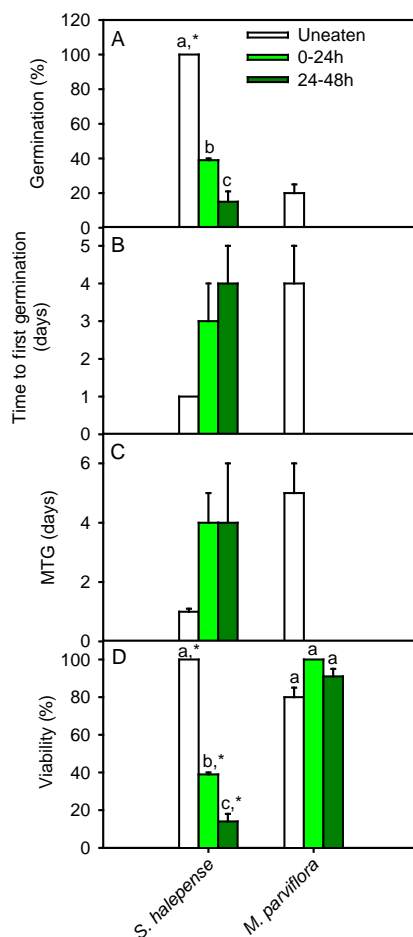 120
A
a,*
Uneaten
100
0-24h
80
24-48h
60
b
40
c
20
0
Germination (%)
B
5
4
3
2
1
0
Time to first germination
(days)
C
6
4
2
0
MTG (days)
D
a,*
a
a
a
100
80
60
b,*
40
c,*
20
0
Viability (%)
S. halepense
M. parviflora